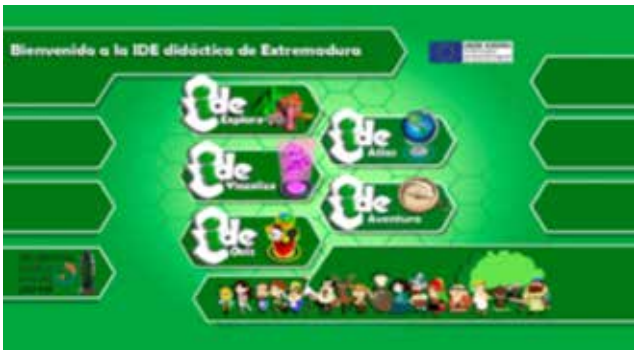 Bienvenido a la IDE didáctica de Extremadura
ide
Explora
ide
Atlas
ide
Visualiza
ide
Aventura
ide
Quiz